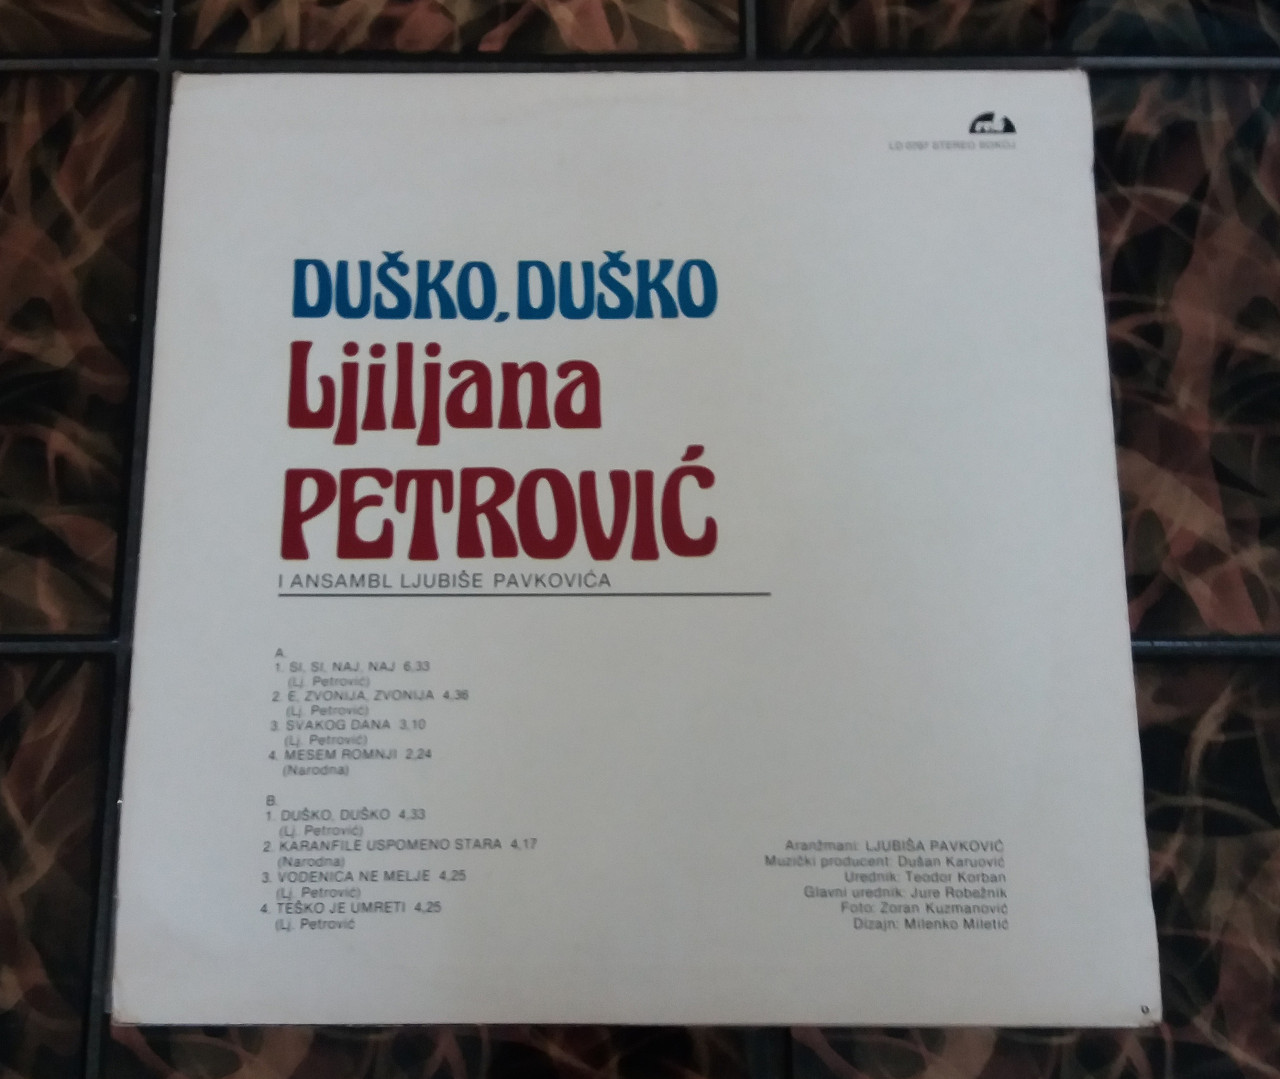 LD 0767 STEREO SOKOJ
DUŠKO, DUŠKO
Ljiljana
PETROVIĆ
I ANSAMBL LJUBIŠE PAVKOVIĆA
A.
1. SI, SI, NAJ, NAJ 6,33
(Lj. Petrović)
2. E, ZVONIJA, ZVONIJA 4,36
(Lj. Petrović)
3. SVAKOG DANA 3,10
(Lj. Petrović)
4. MESEM ROMNJI 2,24
(Narodna)
B.
1. DUŠKO, DUŠKO 4,33
(Lj. Petrović)
2. KARANFILE USPOMENO STARA 4,17
(Narodna)
3. VODENICA NE MELJE 4,25
(Lj. Petrović)
4. TEŠKO JE UMRETI 4,25
(Lj. Petrović
Aranžmani: LJUBIŠA PAVKOVIĆ
Muzički producent: Dušan Karuović
Urednik: Teodor Korban
Glavni urednik: Jure Robežnik
Foto: Zoran Kuzmanović
Dizajn: Milenko Miletić